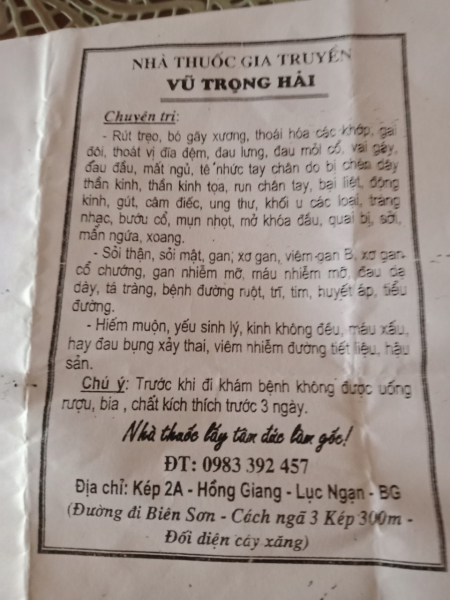 NHÀ THUỐC GIA TRUYỀN
VŨ TRỌNG HẢI
Chuyên trị:
- Rút trẹo, bó gãy xương, thoái hóa các khớp, gai
đôi, thoát vị đĩa đệm, đau lưng, đau mỏi cổ, vai gáy,
đau đầu, mất ngủ, tê nhức tay chân do bị chèn dây
thần kinh, thần kinh tọa, run chân tay, bại liệt, động
kinh, gút, câm điếc, ung thư, khối u các loại, tràng
nhạc, bướu cổ, mụn nhọt, mở khóa đầu, quai bị, sởi,
mẩn ngứa, xoang.
- Sỏi thận, sỏi mật, gan, xơ gan, viêm gan B, xơ gan
cổ chướng, gan nhiễm mỡ, máu nhiễm mỡ, đau dạ
dày, tá tràng, bệnh đường ruột, trĩ, tim, huyết áp, tiểu
đường.
- Hiếm muộn, yếu sinh lý, kinh không đều, máu xấu,
hay đau bụng xảy thai, viêm nhiễm đường tiết liệu, hậu
sản.
Chú ý: Trước khi đi khám bệnh không được uống
rượu, bia , chất kích thích trước 3 ngày.
Nhà thuốc lấy tâm đức làm gốc!
ĐT: 0983 392 457
Địa chỉ: Kép 2A - Hồng Giang - Lục Ngạn - BG
(Đường đi Biên Sơn - Cách ngã 3 Kép 300m -
Đối diện cây xăng)